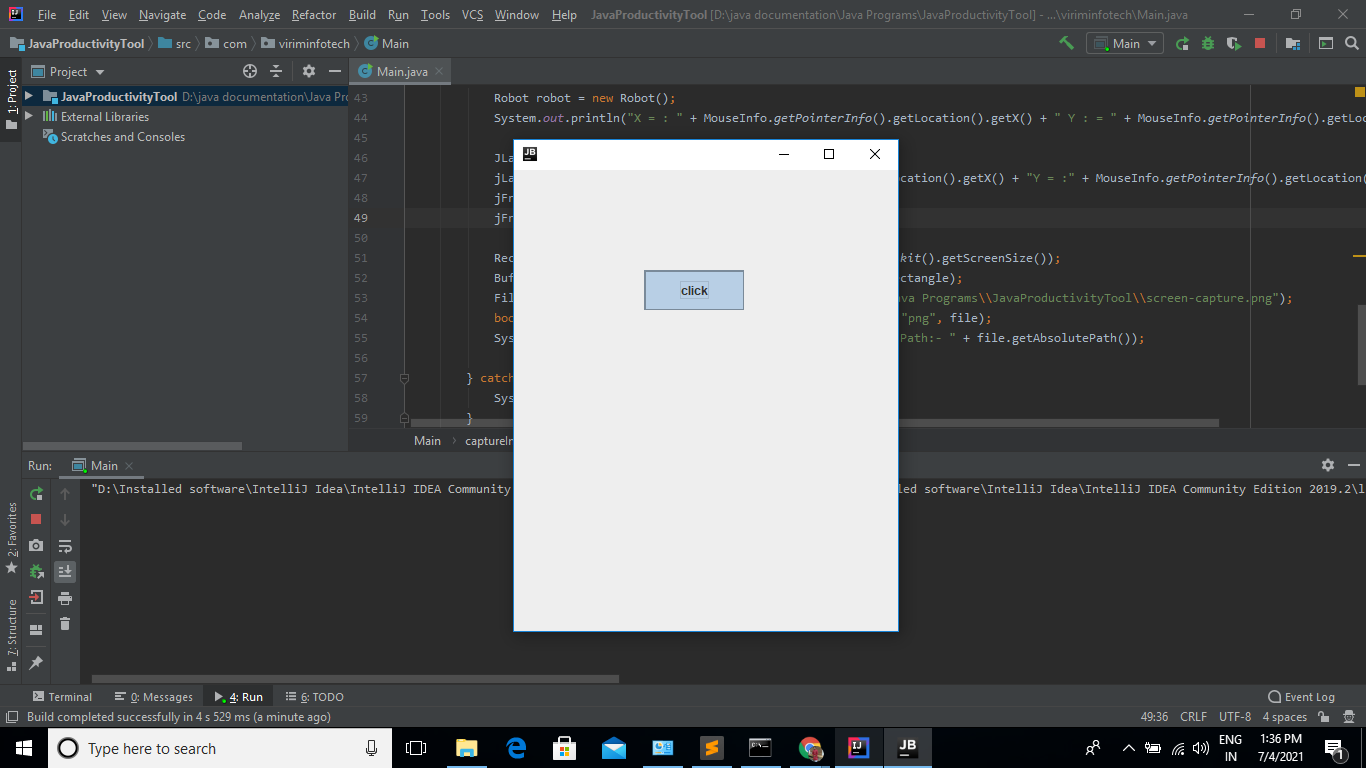 File Edit View Navigate Code Analyze Refactor Build Run Tools VCS Window Help JavaProductivityTool [D:\java documentation\Java Programs\JavaProductivityTool] - ...\viriminfotech\Main.java
JavaProductivityTool src com viriminfotech Main Main
1: Project
Project Main.java
JavaProductivityTool D:\java documentation\Java Pro
External Libraries
Scratches and Consoles
43 Robot robot = new Robot();
44 System.out.println("X = : " + MouseInfo.getPointerInfo().getLocation().getX() + " Y : = " + MouseInfo.getPointerInfo().getLoc
45
46 JLa
47 jLa cation().getX() + "Y = :" + MouseInfo.getPointerInfo().getLocation(
48 jFr
49 jFr
50
51 Rec kit().getScreenSize());
52 Buf ctangle);
53 Fil va Programs\\JavaProductivityTool\\screen-capture.png");
54 boo "png", file);
55 Sys Path:- " + file.getAbsolutePath());
56
57 } catch
58 Sys
59 }
JB
click
Main captureIm
Run: Main
"D:\Installed software\IntelliJ Idea\IntelliJ IDEA Community led software\IntelliJ Idea\IntelliJ IDEA Community Edition 2019.2\l
2: Favorites
7: Structure
Terminal 0: Messages 4: Run 6: TODO Event Log
Build completed successfully in 4 s 529 ms (a minute ago) 49:36 CRLF UTF-8 4 spaces
Type here to search
JB
ENG
IN
1:36 PM
7/4/2021
1